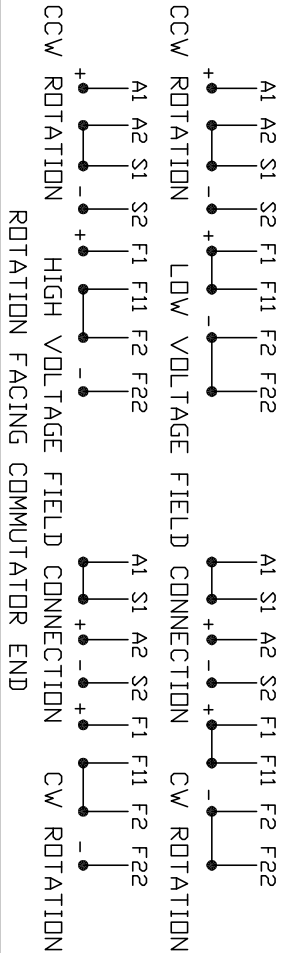 A1 A2 S1 S2 F1 F11 F2 F22 A1 S1 A2 S2 F1 F11 F2 F22
+ - + - + - + -
CCW ROTATION LOW VOLTAGE FIELD CONNECTION CW ROTATION
A1 A2 S1 S2 F1 F11 F2 F22 A1 S1 A2 S2 F1 F11 F2 F22
+ - + - + - + -
CCW ROTATION HIGH VOLTAGE FIELD CONNECTION CW ROTATION
ROTATION FACING COMMUTATOR END